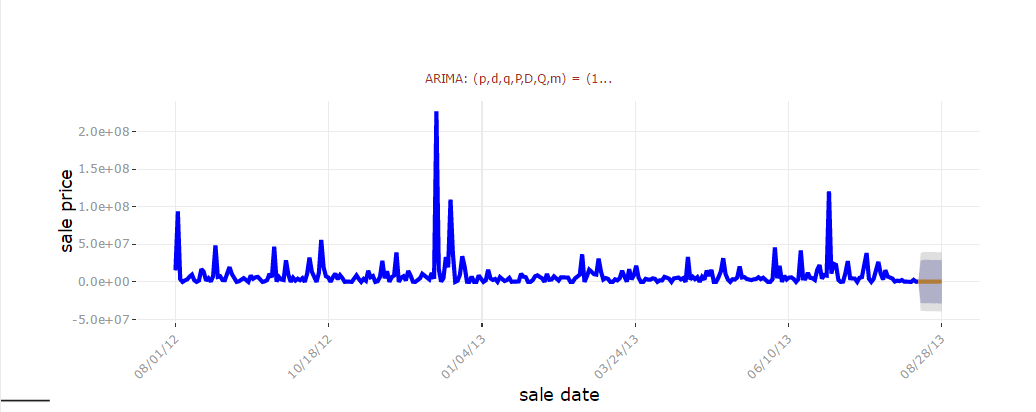 ARIMA: (p,d,q,P,D,Q,m) = (1...
2.0e+08
1.5e+08
1.0e+08
5.0e+07
0.0e+00
-5.0e+07
sale price
08/01/12
10/18/12
01/04/13
03/24/13
06/10/13
08/28/13
sale date